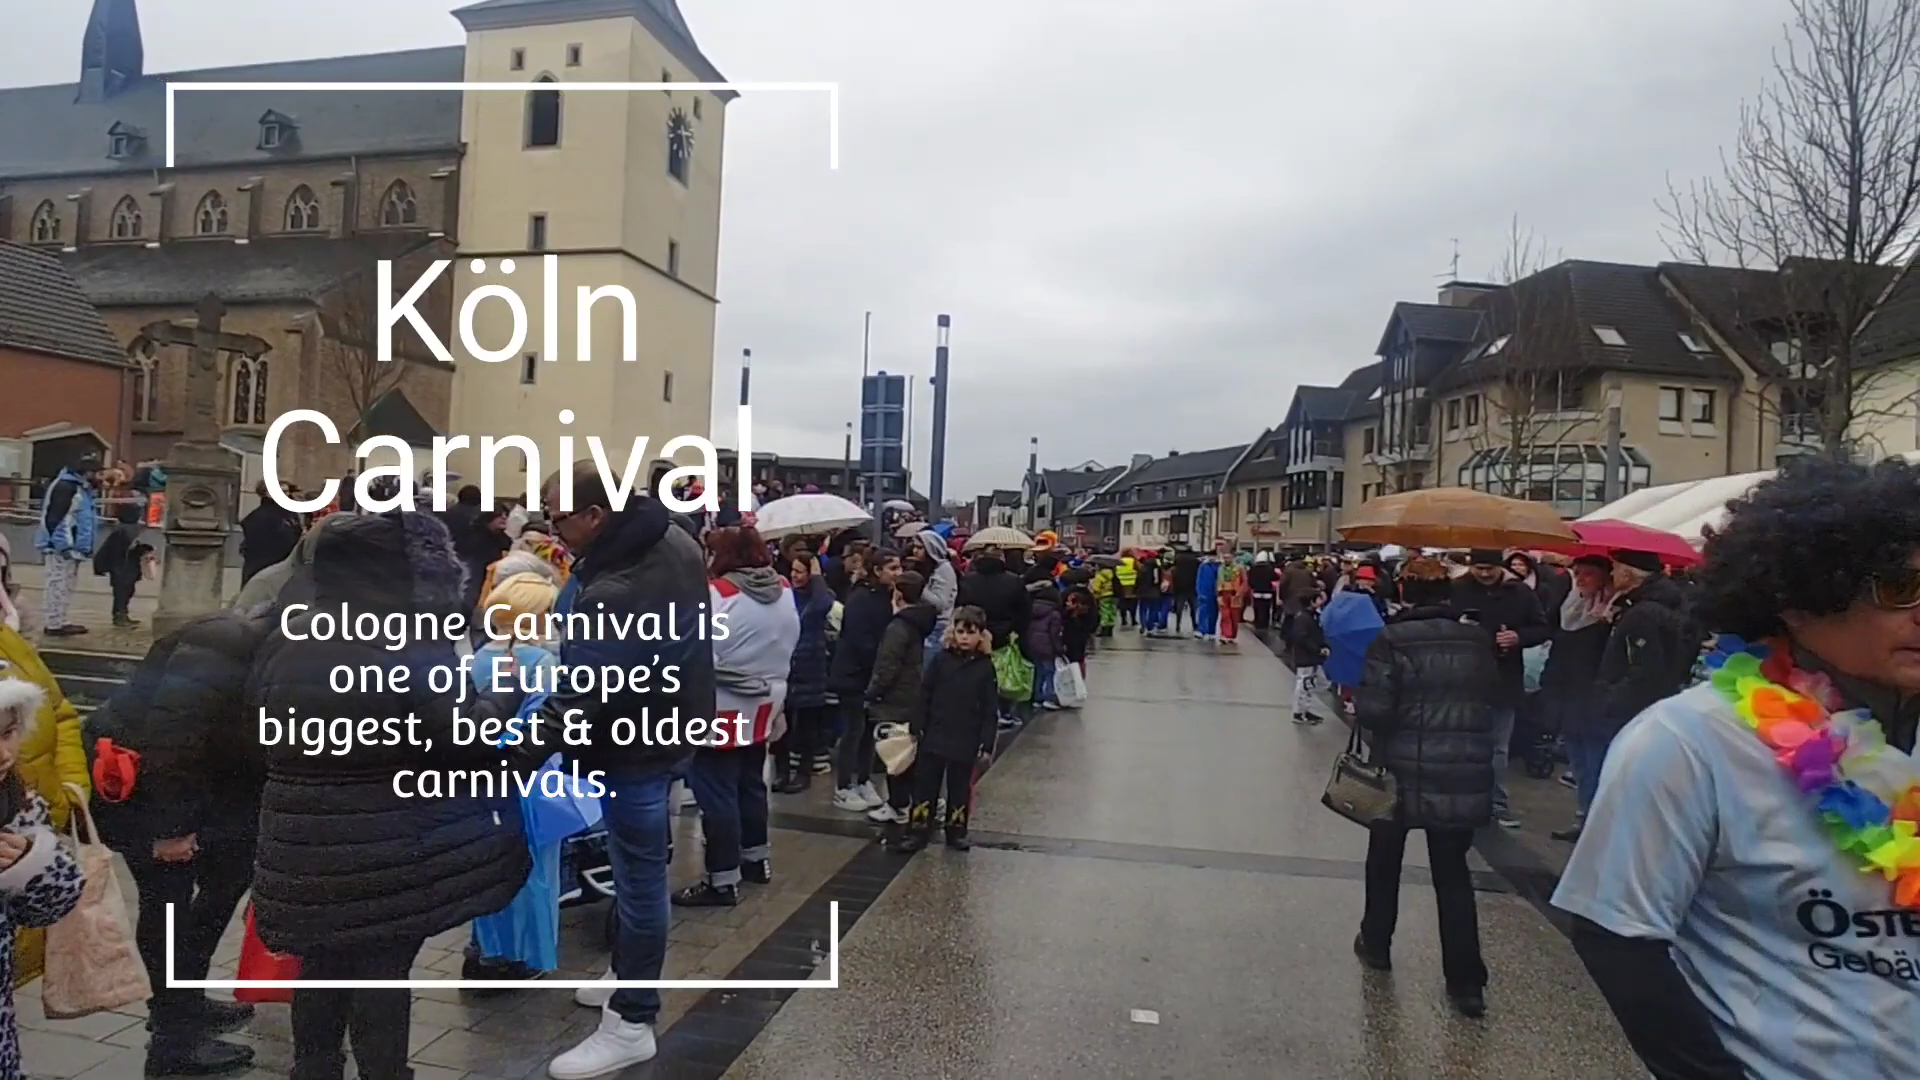 Köln
Carnival
Cologne Carnival is
one of Europe's
biggest, best & oldest
carnivals.